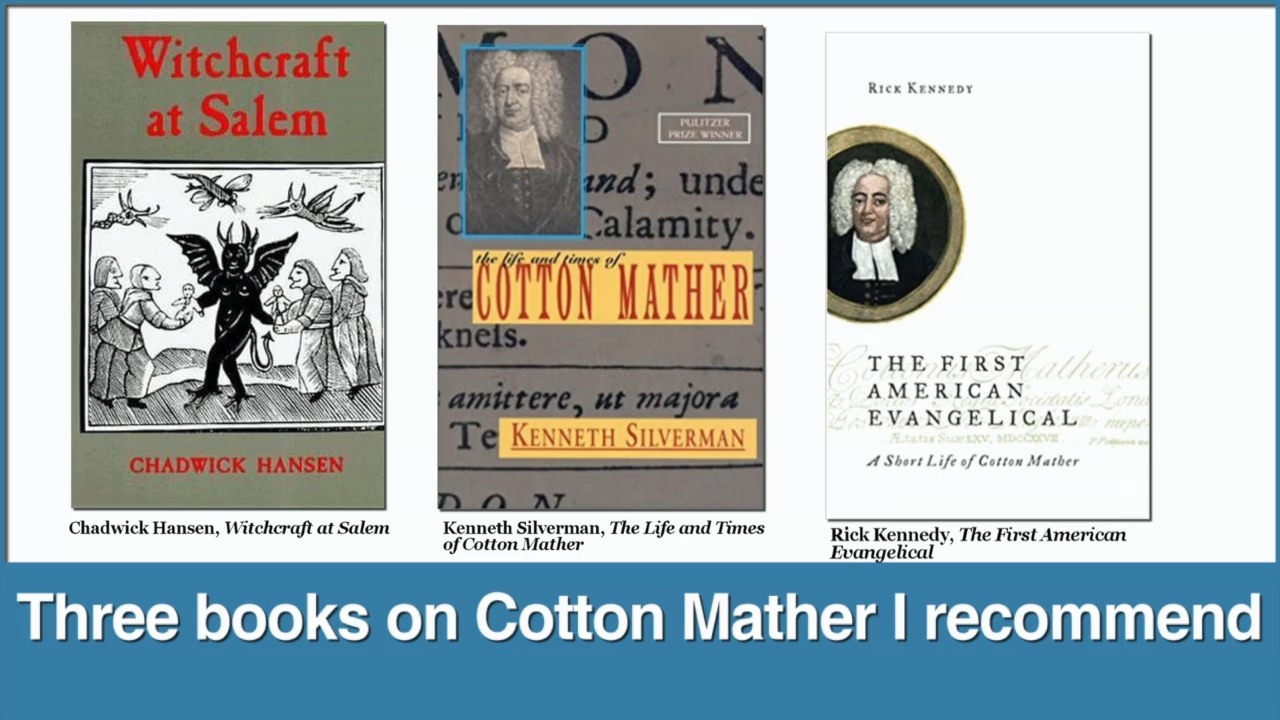 Witchcraft
at Salem
CHADWICK HANSEN
Chadwick Hansen, Witchcraft at Salem
M O N
PULITZER
PRIZE WINNER
and; unde
Calamity.
the life and times of
COTTON MATHER
ere
knefs.
amittere, ut majora
Te
KENNETH SILVERMAN
Kenneth Silverman, The Life and Times
of Cotton Mather
RICK KENNEDY
THE FIRST
AMERICAN
EVANGELICAL
A Short Life of Cotton Mather
Rick Kennedy, The First American
Evangelical
Three books on Cotton Mather I recommend